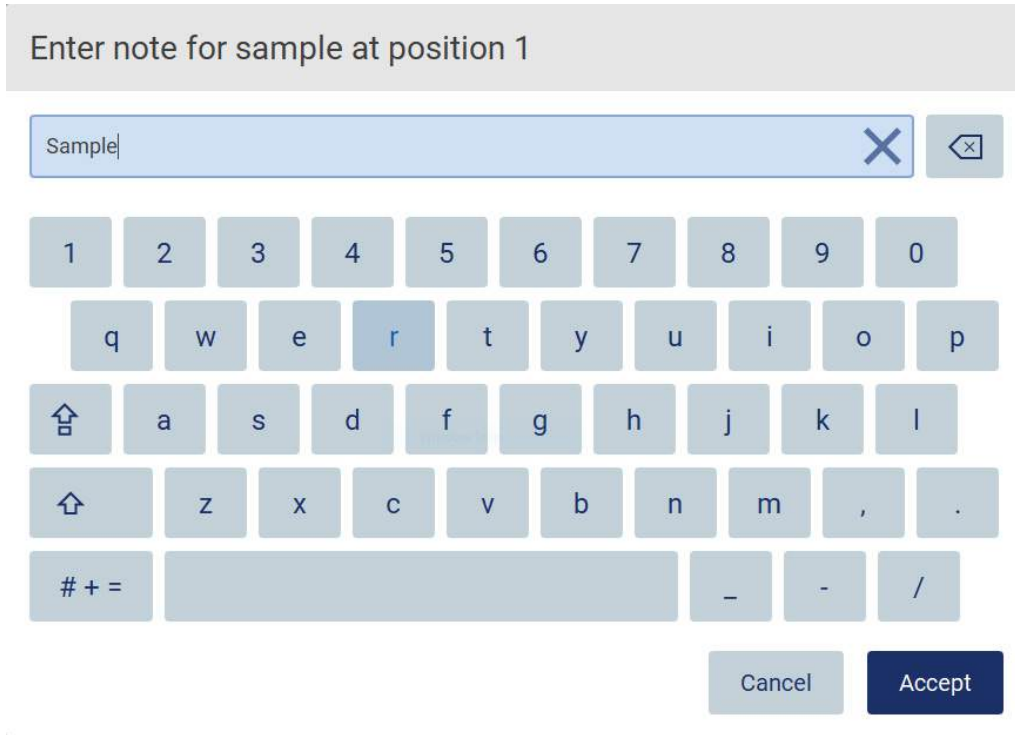 Enter note for sample at position 1
Sample
1 2 3 4 5 6 7 8 9 0
q w e r t y u i o p
a s d f g h j k l
z x c v b n m , .
# + = _ - /
Cancel Accept